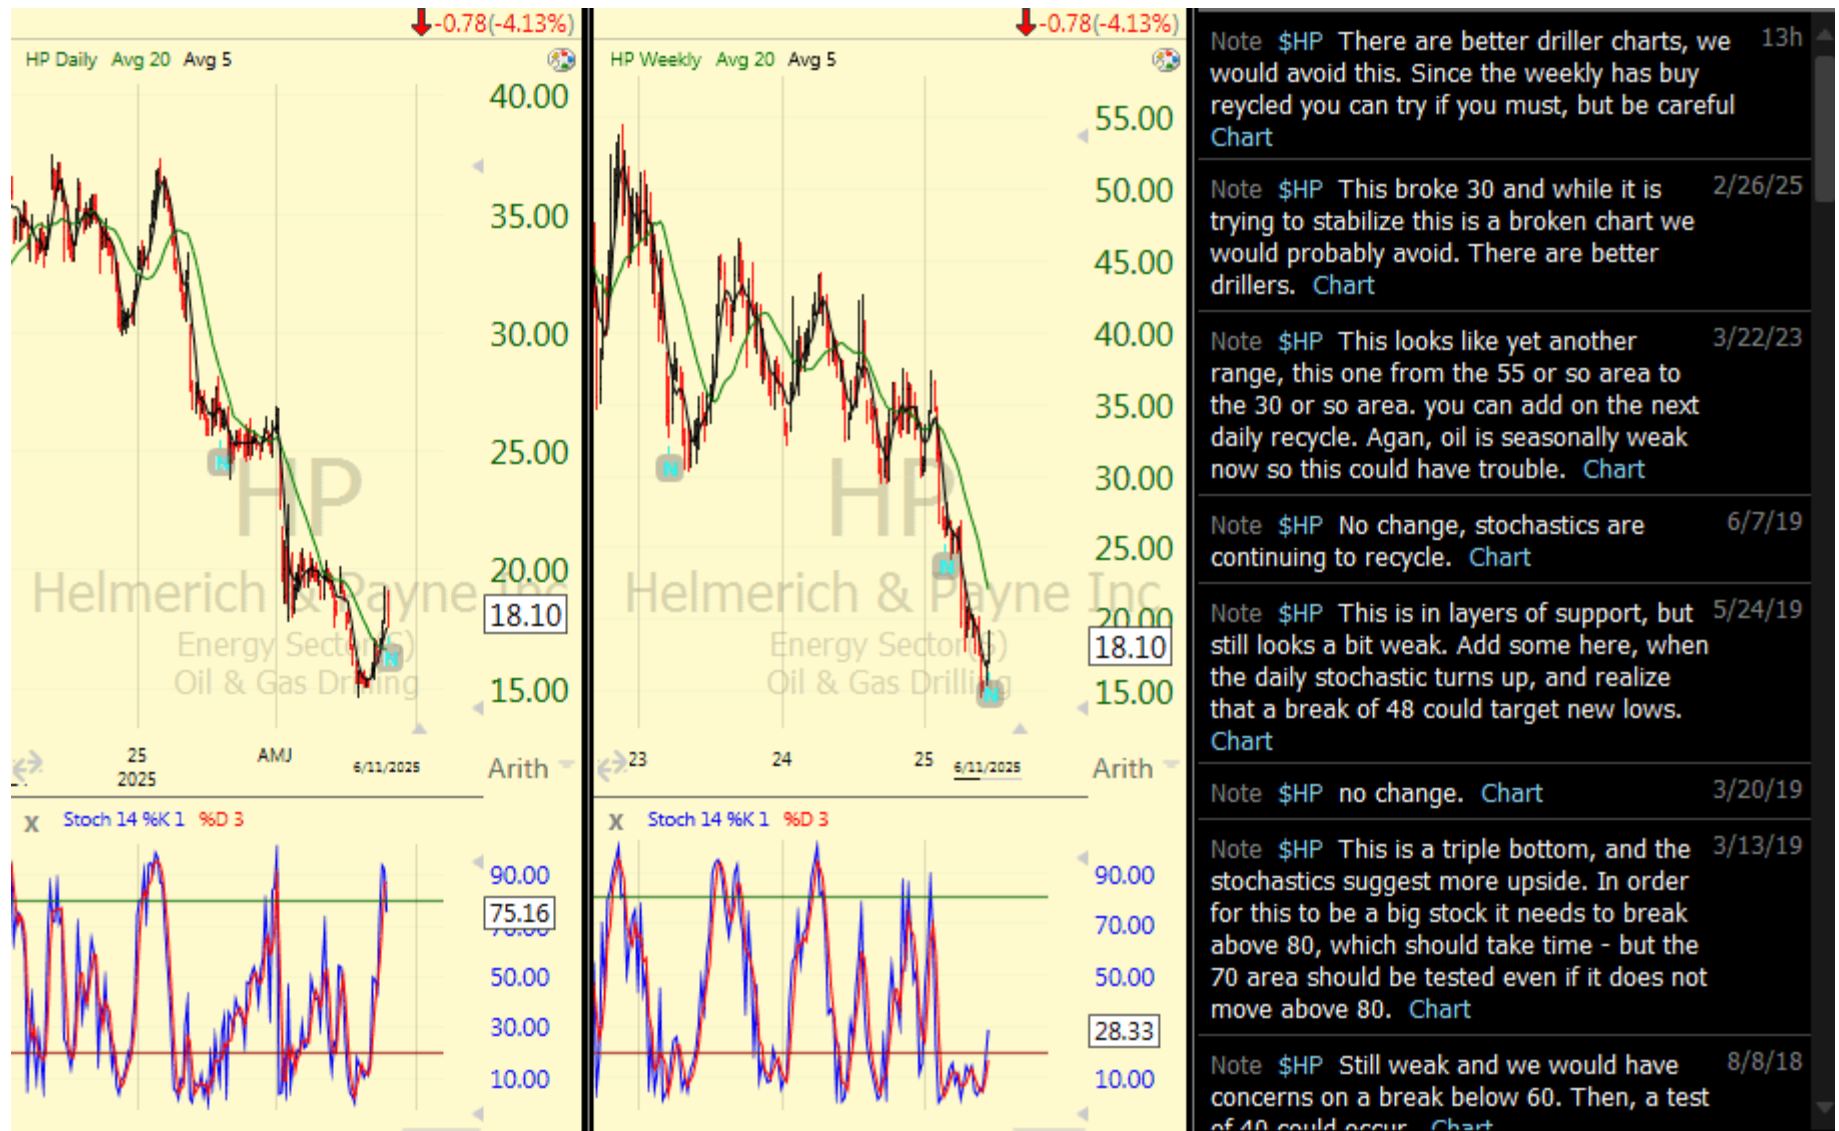 -0.78(-4.13%)
HP Daily Avg 20 Avg 5
40.00
35.00
30.00
25.00
20.00
18.10
15.00
HP
Helmerich & Payne Inc
Energy Sector(S)
Oil & Gas Drilling
N
N
25
2025
AMJ
6/11/2025
Arith
X Stoch 14 %K 1 %D 3
90.00
75.16
70.00
50.00
30.00
10.00
-0.78(-4.13%)
HP Weekly Avg 20 Avg 5
55.00
50.00
45.00
40.00
35.00
30.00
25.00
20.00
18.10
15.00
HP
Helmerich & Payne Inc
Energy Sector(S)
Oil & Gas Drilling
N
N
N
23
24
25
6/11/2025
Arith
X Stoch 14 %K 1 %D 3
90.00
70.00
50.00
28.33
10.00
Note $HP There are better driller charts, we 13h
would avoid this. Since the weekly has buy
reycled you can try if you must, but be careful
Chart
Note $HP This broke 30 and while it is 2/26/25
trying to stabilize this is a broken chart we
would probably avoid. There are better
drillers. Chart
Note $HP This looks like yet another 3/22/23
range, this one from the 55 or so area to
the 30 or so area. you can add on the next
daily recycle. Agan, oil is seasonally weak
now so this could have trouble. Chart
Note $HP No change, stochastics are 6/7/19
continuing to recycle. Chart
Note $HP This is in layers of support, but 5/24/19
still looks a bit weak. Add some here, when
the daily stochastic turns up, and realize
that a break of 48 could target new lows.
Chart
Note $HP no change. Chart 3/20/19
Note $HP This is a triple bottom, and the 3/13/19
stochastics suggest more upside. In order
for this to be a big stock it needs to break
above 80, which should take time - but the
70 area should be tested even if it does not
move above 80. Chart
Note $HP Still weak and we would have 8/8/18
concerns on a break below 60. Then, a test
of 40 could occur. Chart